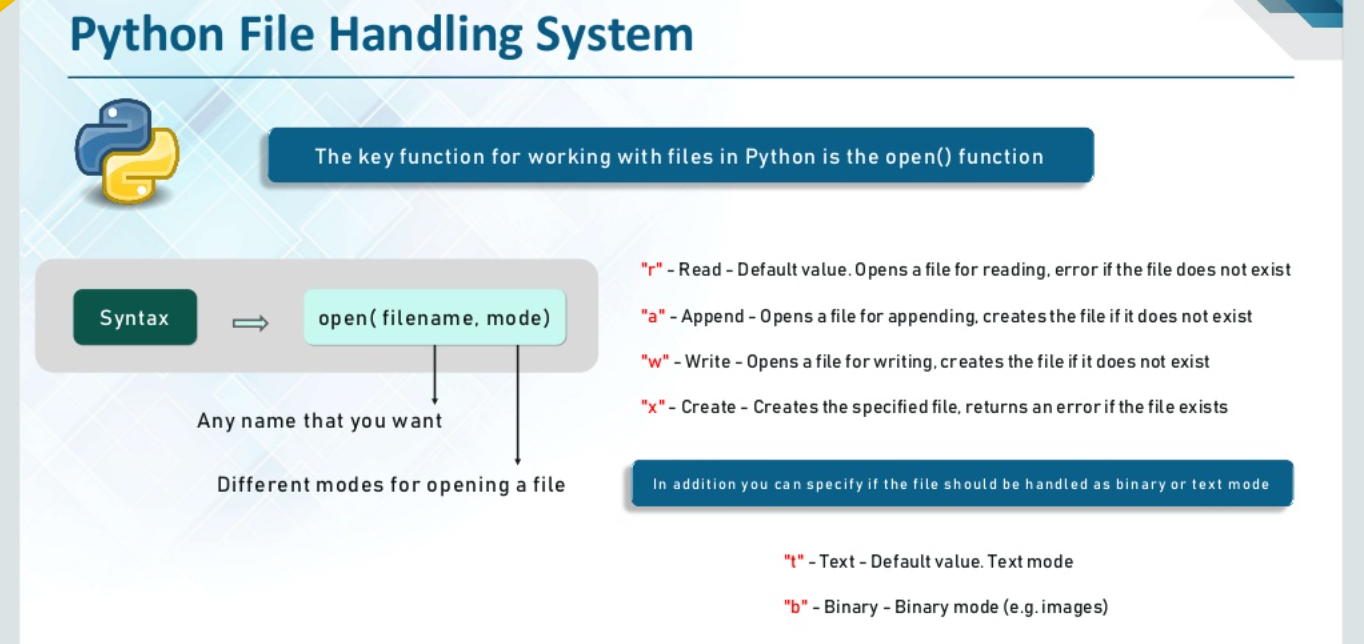 Python File Handling System
The key function for working with files in Python is the open() function
Syntax
open( filename, mode)
Any name that you want
Different modes for opening a file
"r" - Read - Default value. Opens a file for reading, error if the file does not exist
"a" - Append - Opens a file for appending, creates the file if it does not exist
"w" - Write - Opens a file for writing, creates the file if it does not exist
"x" - Create - Creates the specified file, returns an error if the file exists
In addition you can specify if the file should be handled as binary or text mode
"t" - Text - Default value. Text mode
"b" - Binary - Binary mode (e.g. images)